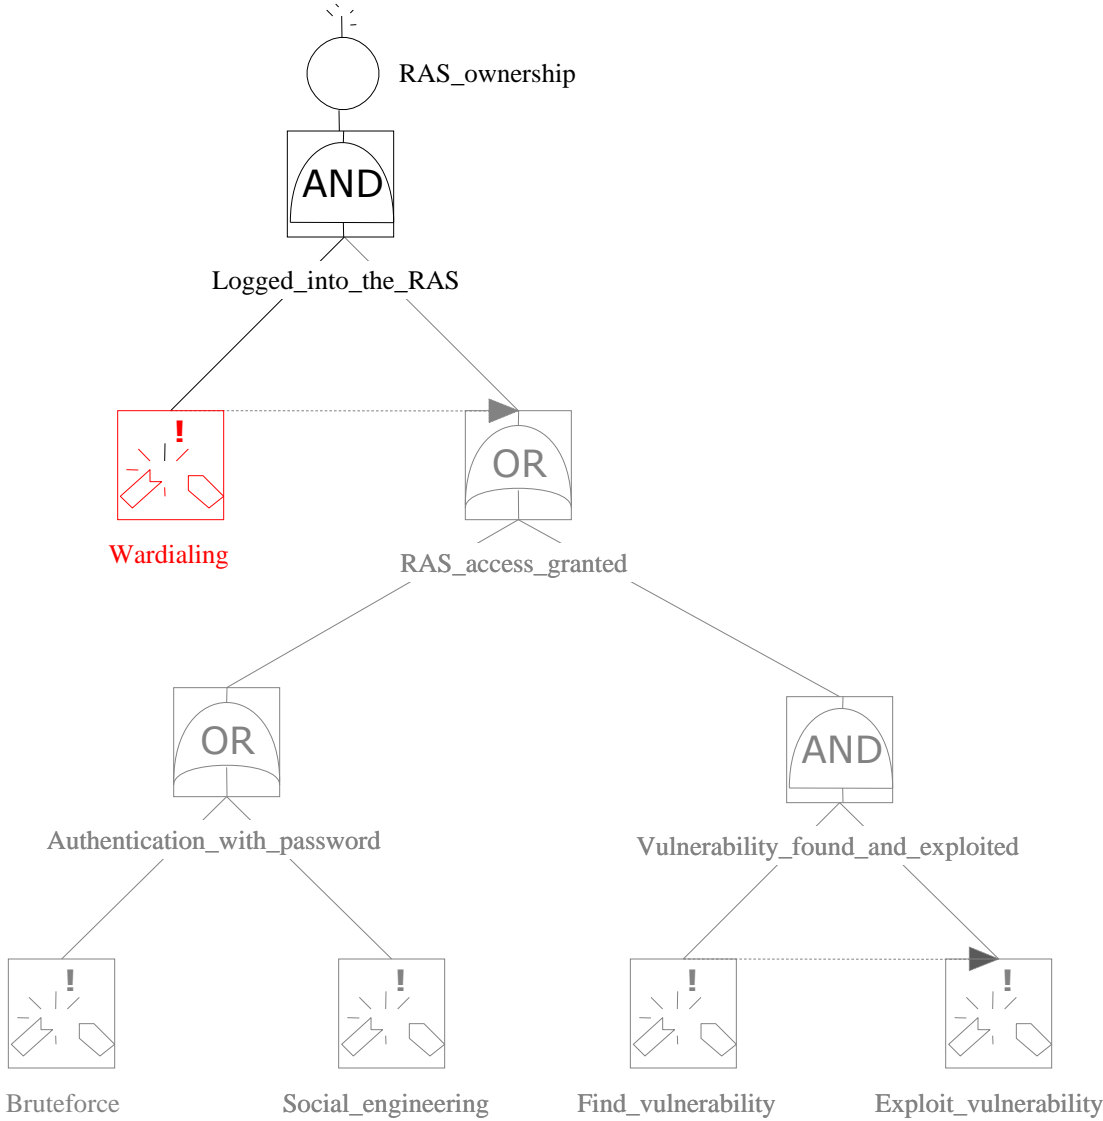 RAS_ownership
AND
Logged_into_the_RAS
!
OR
Wardialing
RAS_access_granted
OR
AND
Authentication_with_password
Vulnerability_found_and_exploited
! ! ! !
Bruteforce Social_engineering Find_vulnerability Exploit_vulnerability